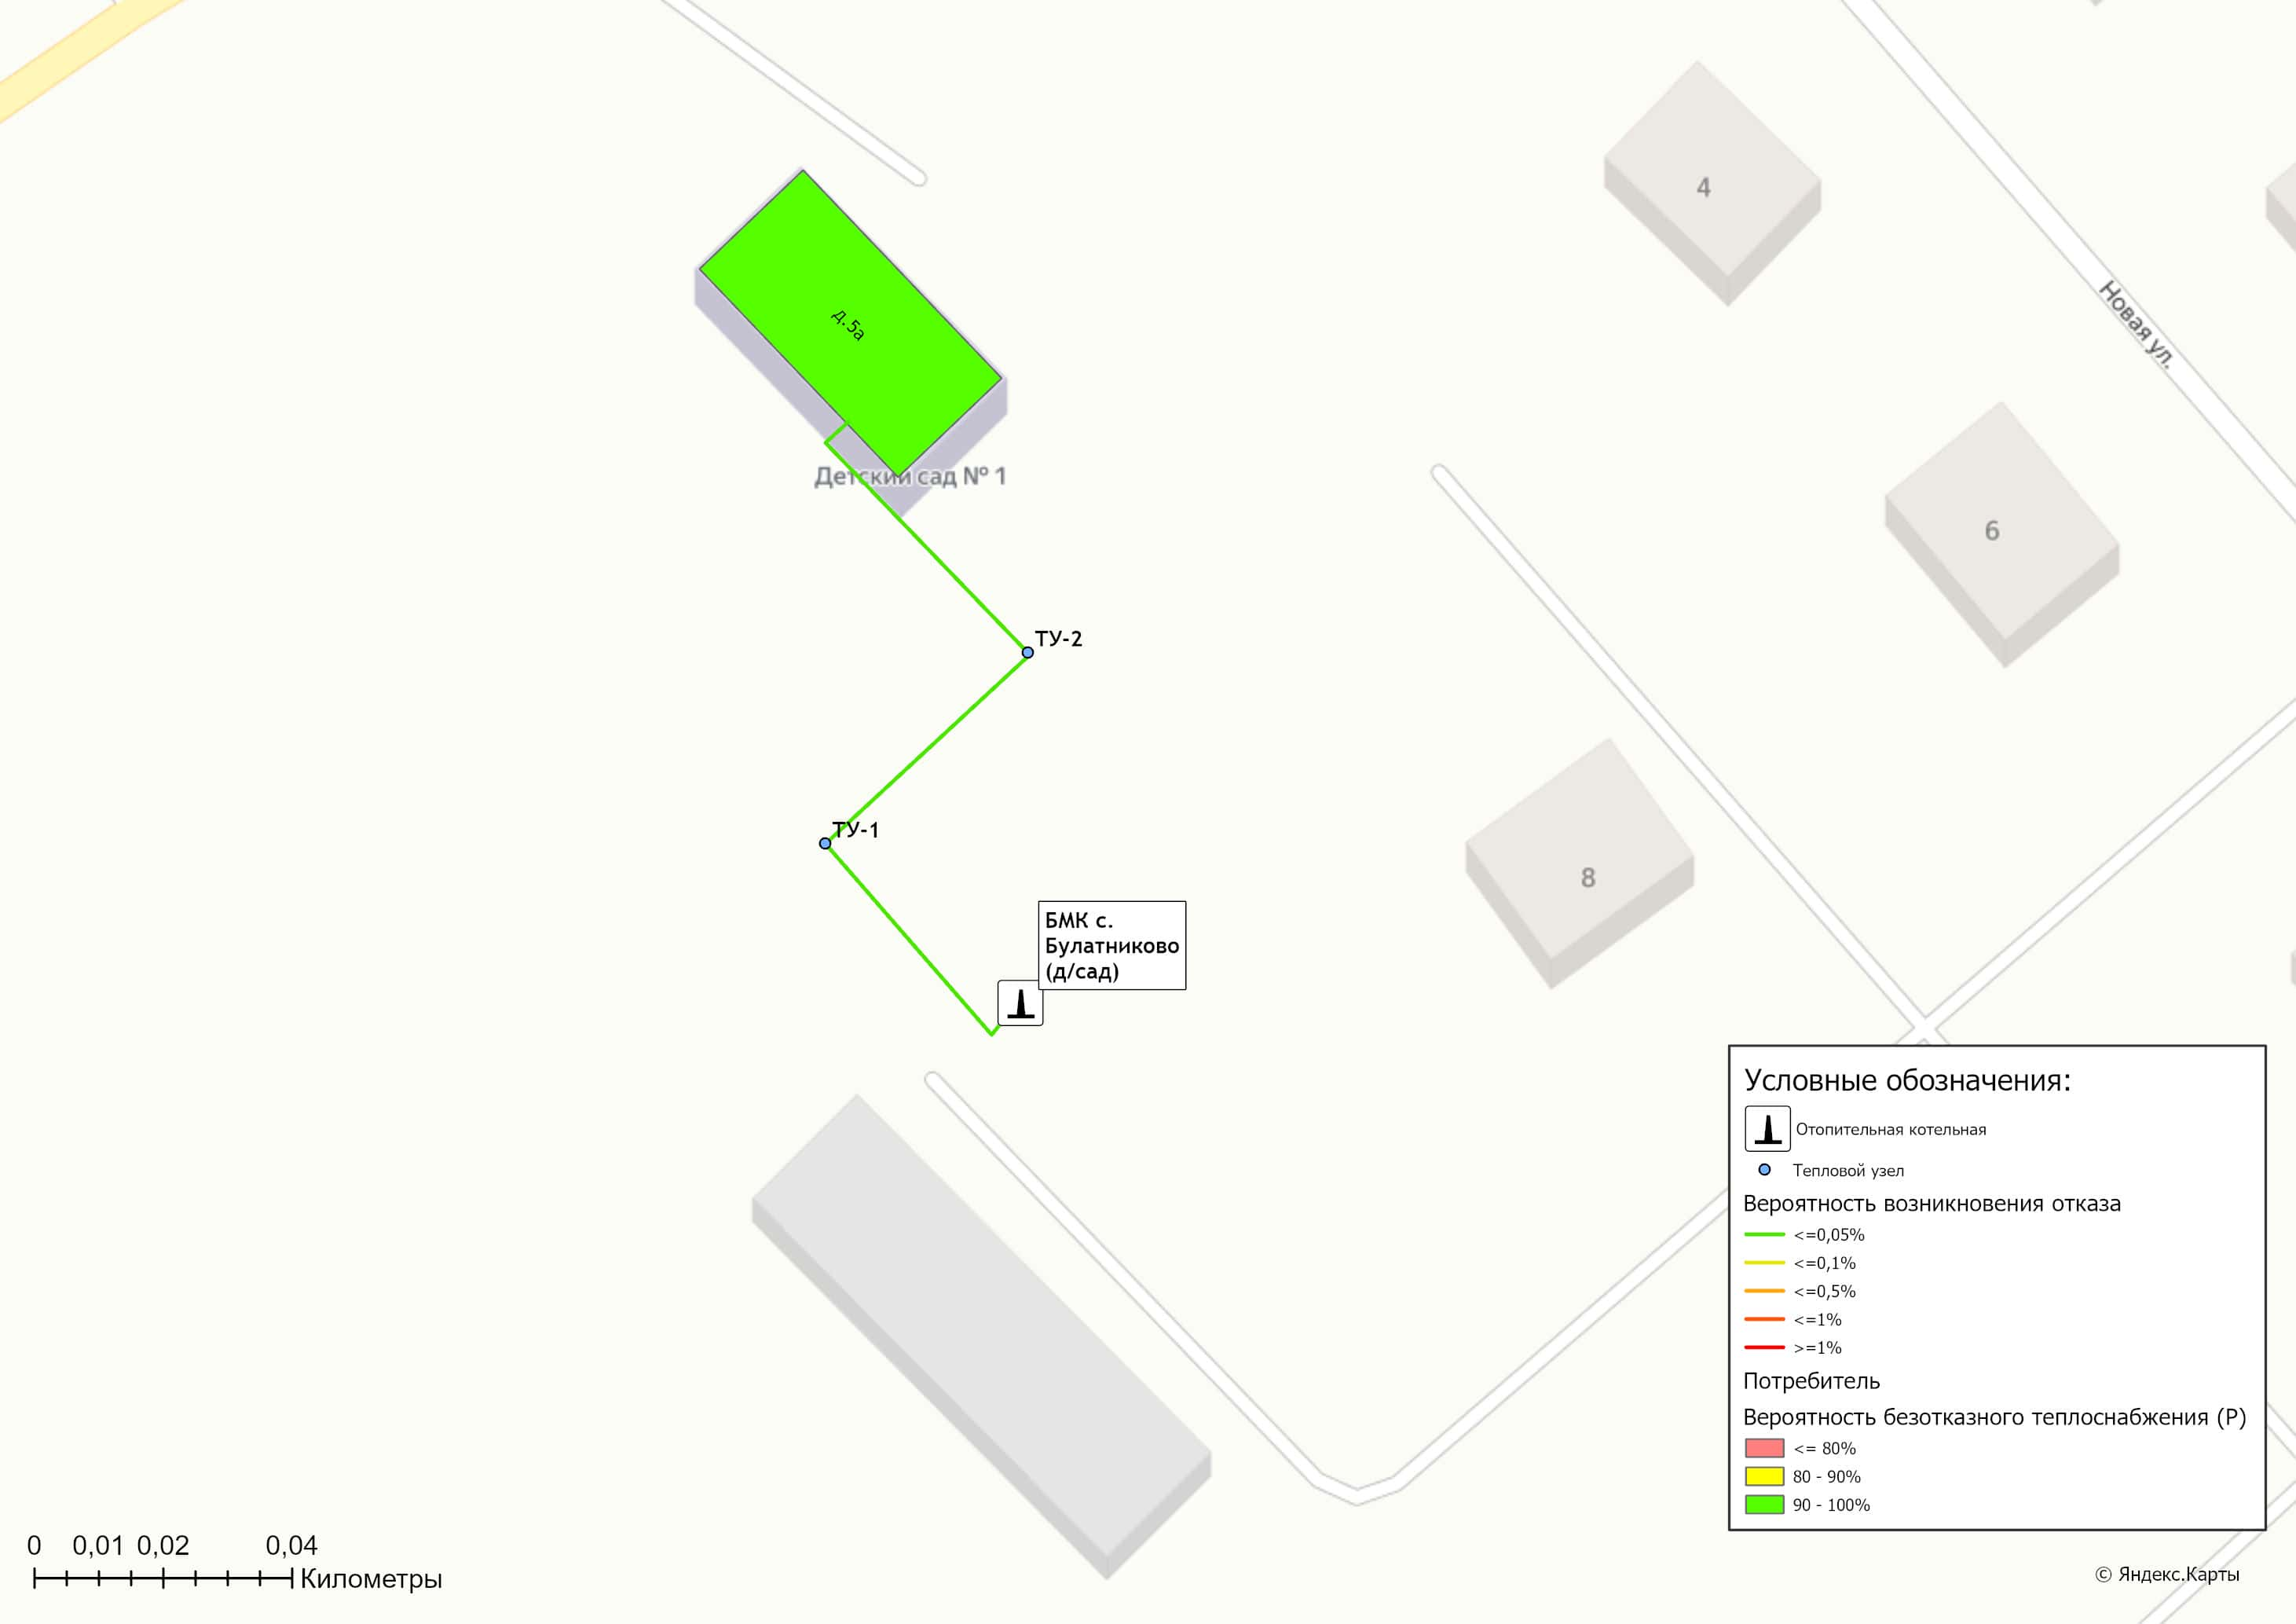 4
Новая ул.
д.5а
Детский сад № 1
6
ТУ-2
ТУ-1
8
БМК с.
Булатниково
(д/сад)
Условные обозначения:
Отопительная котельная
Тепловой узел
Вероятность возникновения отказа
<=0,05%
<=0,1%
<=0,5%
<=1%
>=1%
Потребитель
Вероятность безотказного теплоснабжения (Р)
<= 80%
80 - 90%
90 - 100%
0 0,01 0,02 0,04
Километры
© Яндекс.Карты